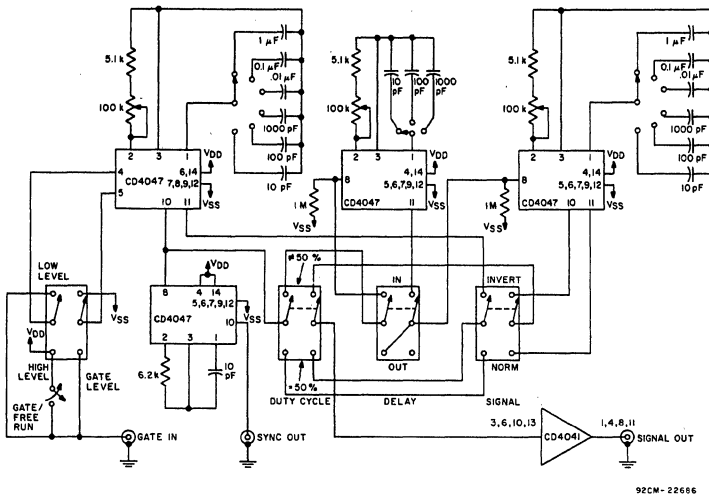 1 µF
5.1k
0.1 µF
.01 µF
100 k
1000 pF
100 pF
10 pF
2 3 1
4
5
CD4047
6,14
7,8,9,12
10 11
VDD
VSS
5.1k
100 k
10 pF
100 pF
1000 pF
2 3 1
8
4,14
5,6,7,9,12
CD4047
11
VDD
VSS
1 M
VSS
1 µF
5.1k
0.1 µF
.01 µF
100 k
1000 pF
100 pF
10 pF
2 3 1
8
4,14
5,6,7,9,12
CD4047 10 11
VDD
VSS
1 M
VSS
LOW LEVEL
VDD
VSS
HIGH LEVEL
GATE LEVEL
GATE/ FREE RUN
GATE IN
VDD
8 4 14
5,6,7,9,12
CD4047 10
2 3 1
VSS
6.2k
10 pF
SYNC OUT
≠ 50 %
= 50%
DUTY CYCLE
IN
OUT
DELAY
INVERT
NORM
SIGNAL
3,6,10,13
CD4041
1,4,8,11
SIGNAL OUT
92CM-22686